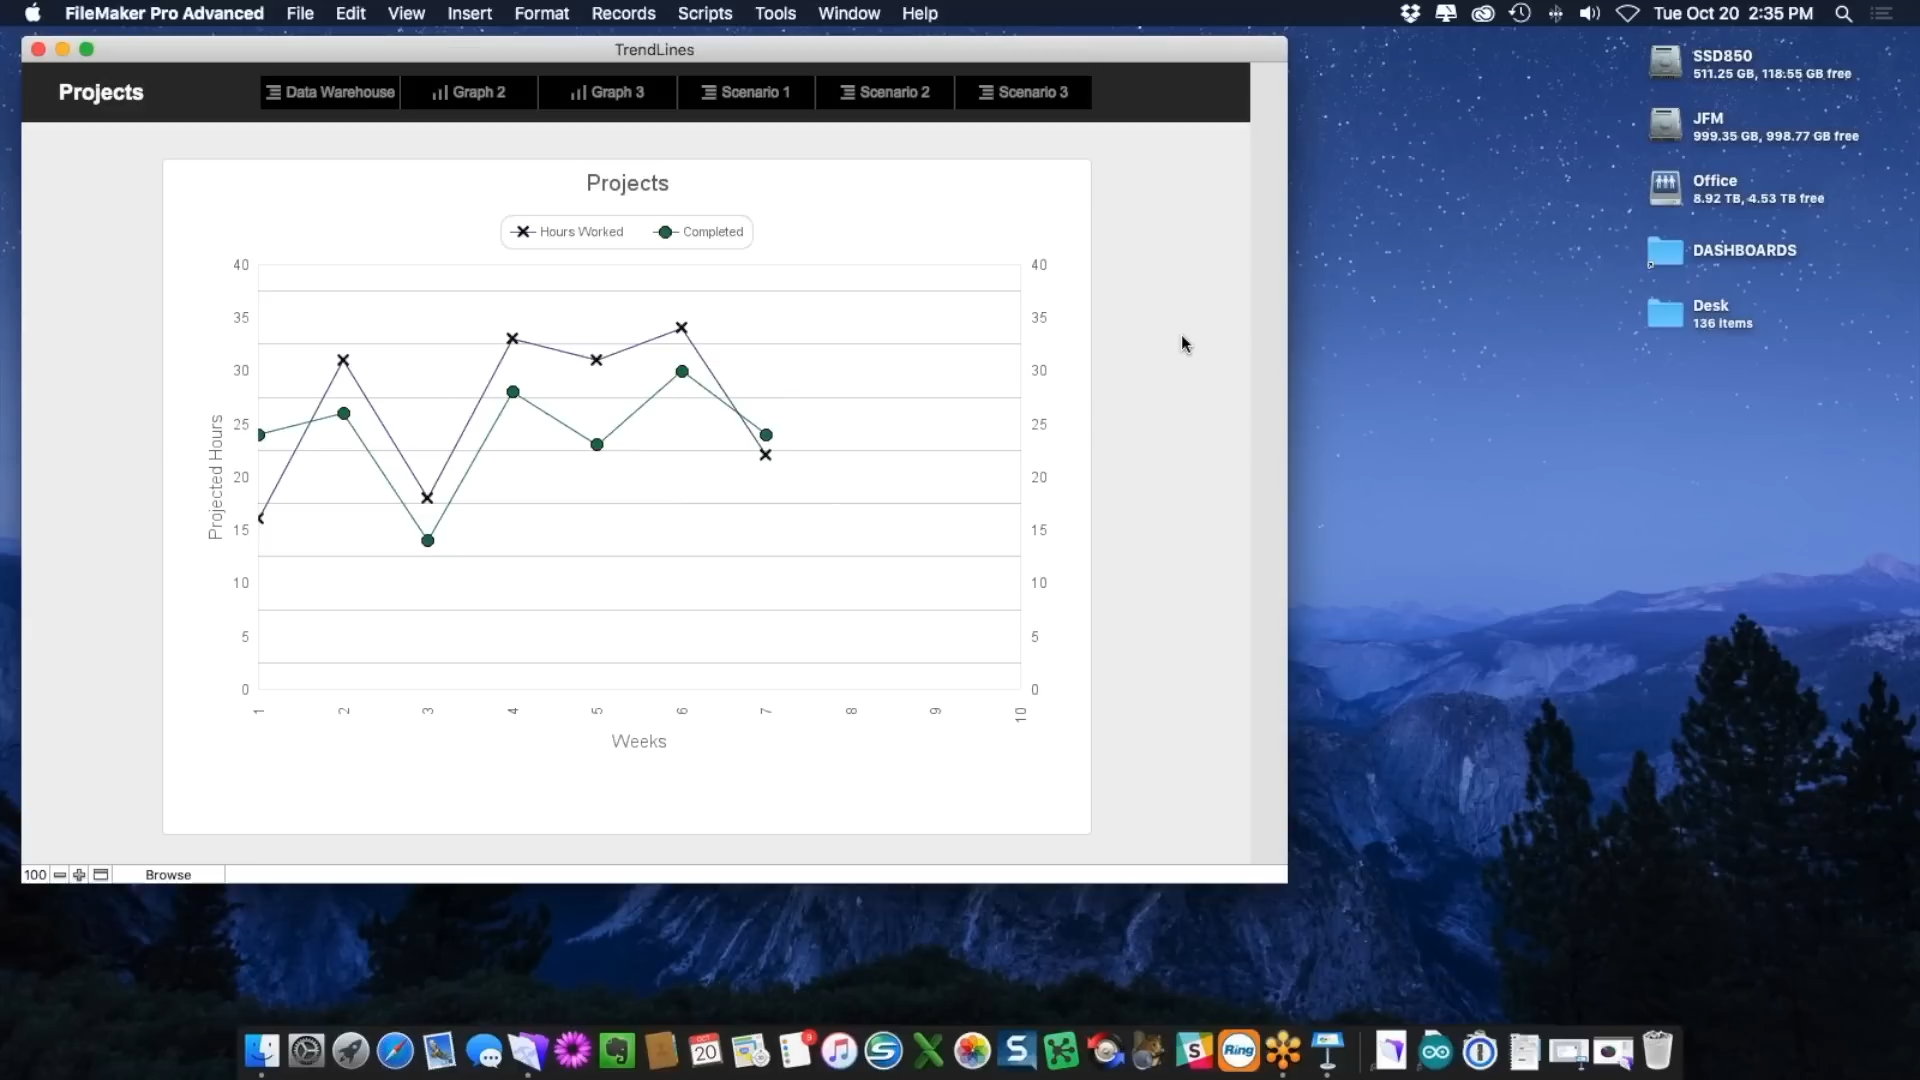 FileMaker Pro Advanced File Edit View Insert Format Records Scripts Tools Window Help Tue Oct 20 2:35 PM
TrendLines
Projects Data Warehouse Graph 2 Graph 3 Scenario 1 Scenario 2 Scenario 3
Projects
Hours Worked Completed
40 40
35 35
30 30
25 25
20 20
15 15
10 10
5 5
0 0
Projected Hours
1 2 3 4 5 6 7 8 9 10
Weeks
100 Browse
SSD850
511.25 GB, 118.55 GB free
JFM
999.35 GB, 998.77 GB free
Office
8.92 TB, 4.53 TB free
DASHBOARDS
Desk
136 items
OCT
20
9
S
S
Ring